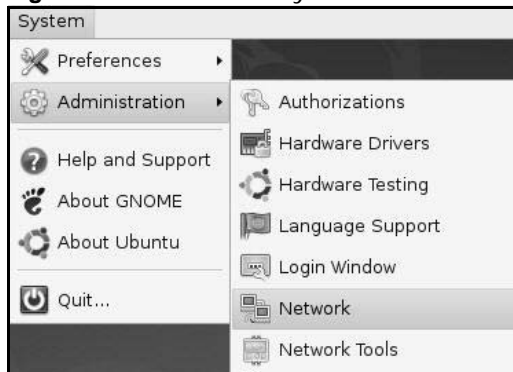 System
Preferences
Administration
Help and Support
About GNOME
About Ubuntu
Quit...
Authorizations
Hardware Drivers
Hardware Testing
Language Support
Login Window
Network
Network Tools